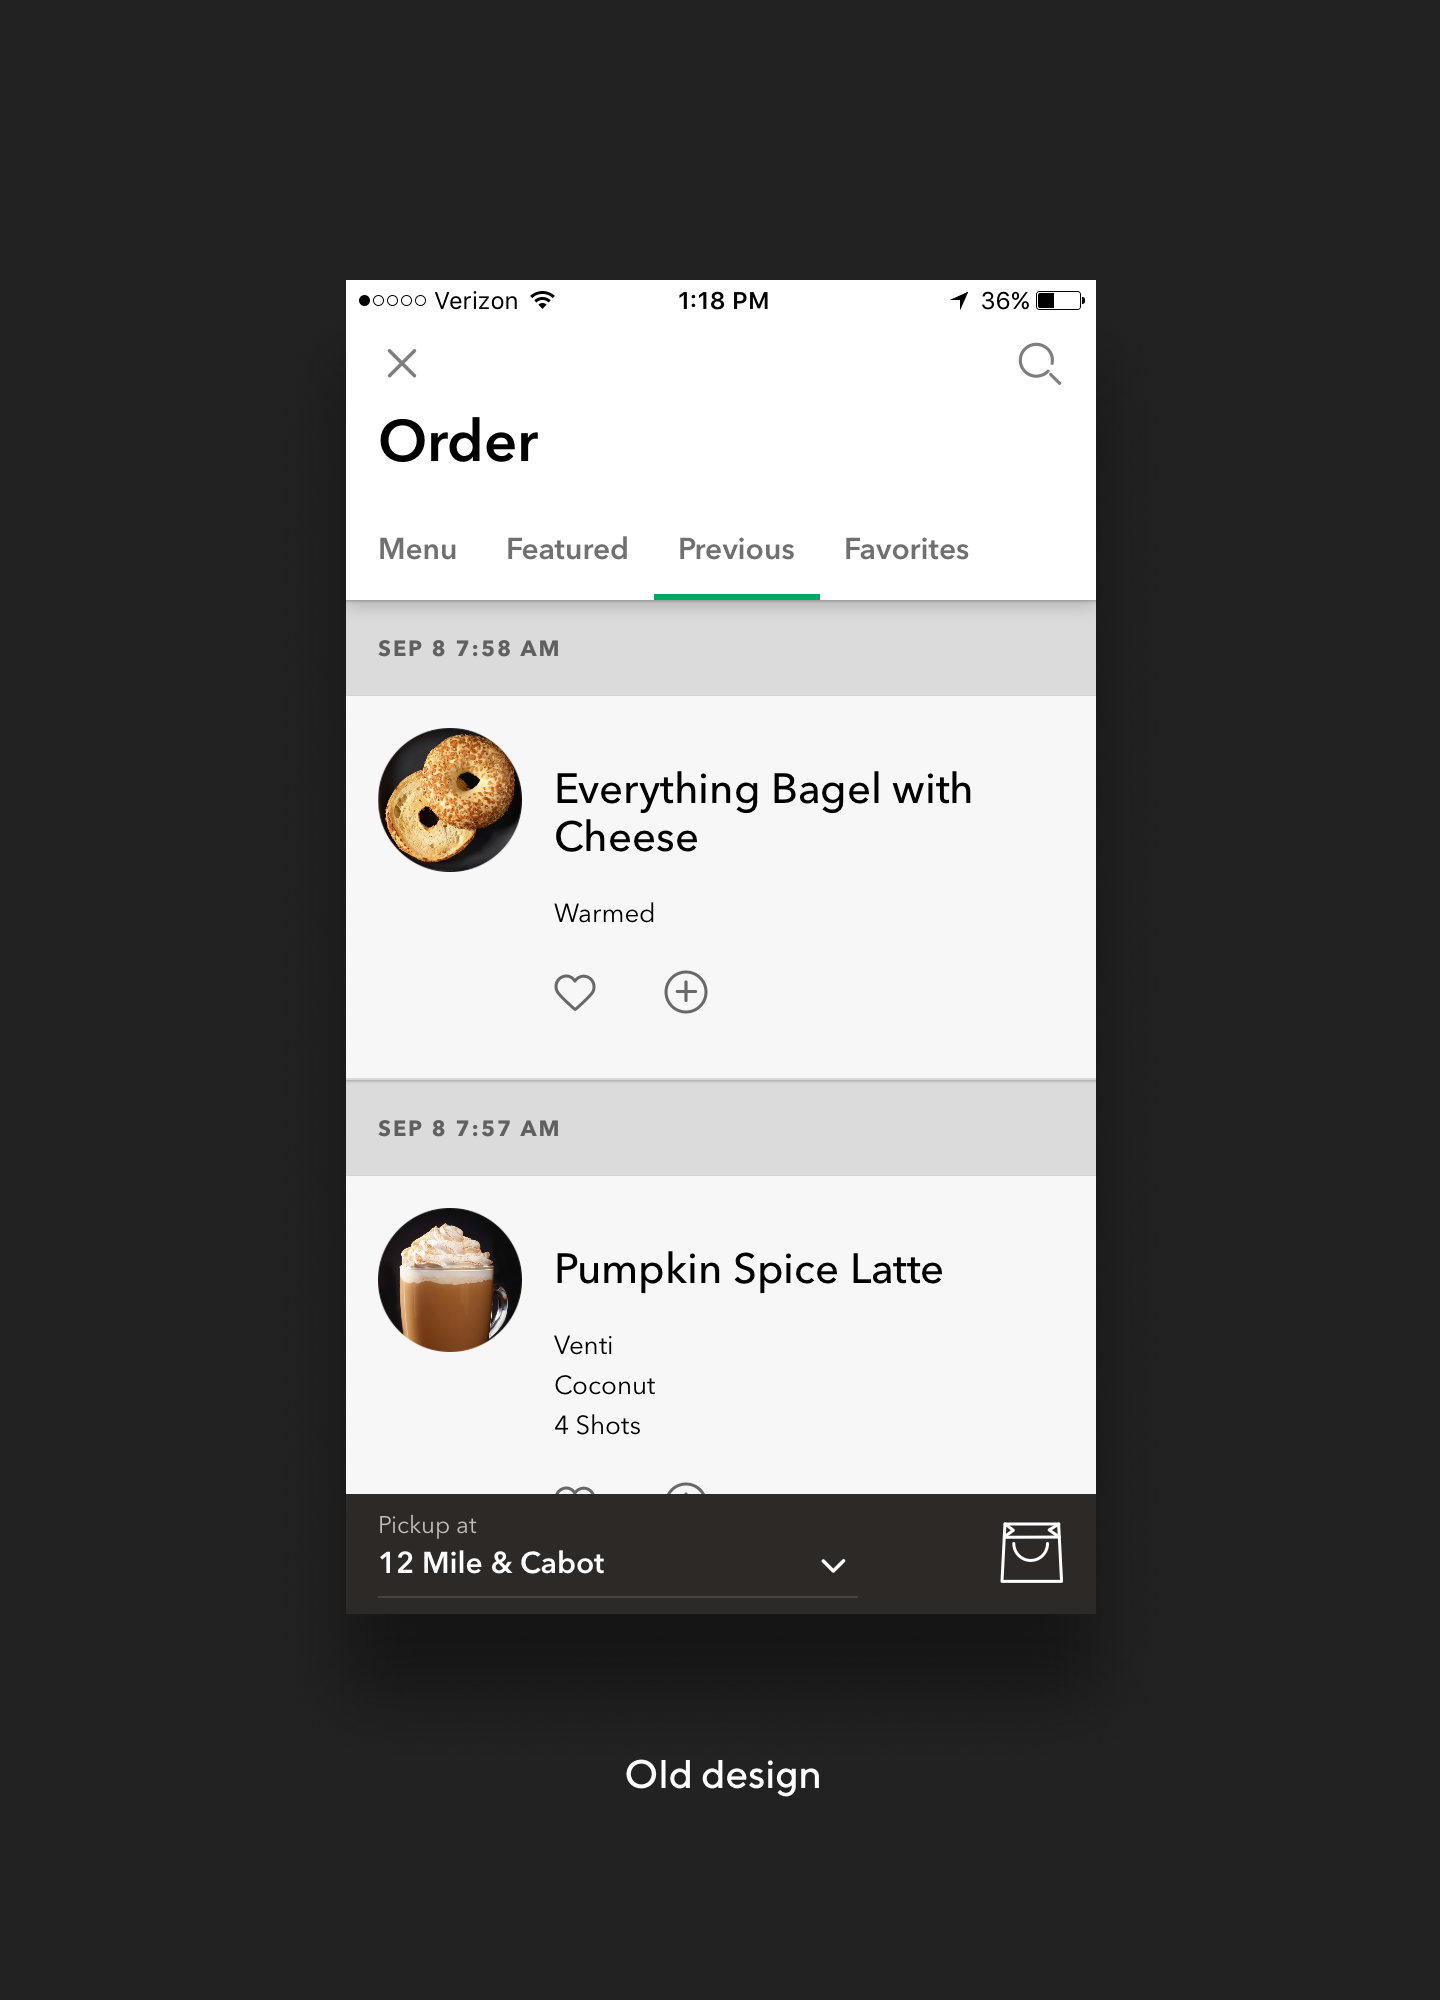 Verizon 1:18 PM 36%
Order
Menu Featured Previous Favorites
SEP 8 7:58 AM
Everything Bagel with
Cheese
Warmed
SEP 8 7:57 AM
Pumpkin Spice Latte
Venti
Coconut
4 Shots
Pickup at
12 Mile & Cabot
Old design